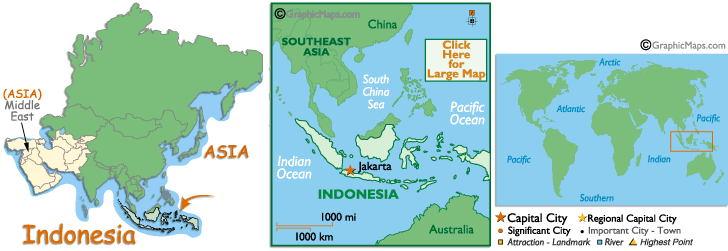 (ASIA)
Middle
East
ASIA
Indonesia
©GraphicMaps.com
China
SOUTHEAST
ASIA
Click
Here
for
Large Map
South
China
Sea
Pacific
Ocean
Indian
Ocean
Jakarta
INDONESIA
1000 mi
1000 km
Australia
©GraphicMaps.com
Arctic
Atlantic
Pacific
Pacific
Indian
Southern
Capital City
Regional Capital City
Significant City
Important City - Town
Attraction - Landmark
River
Highest Point